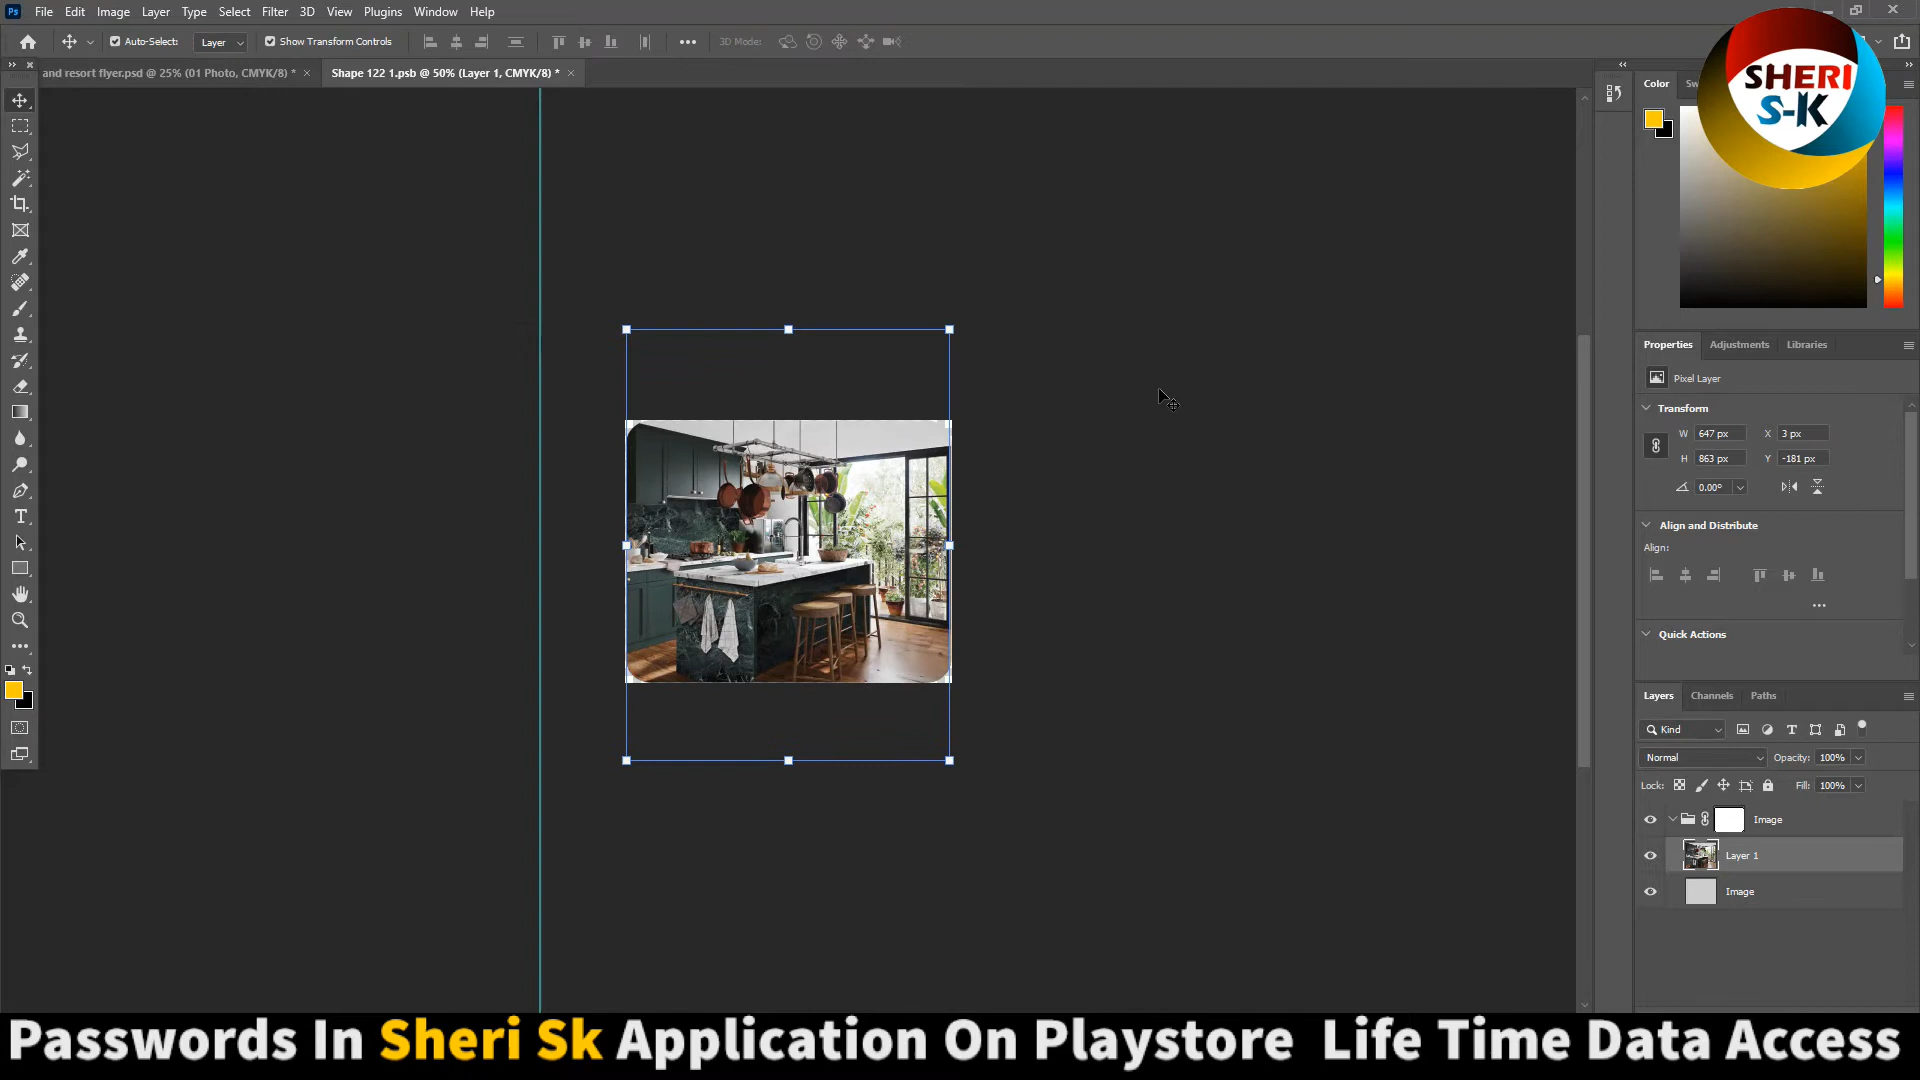 Ps File Edit Image Layer Type Select Filter 3D View Plugins Window Help
Auto-Select: Layer Show Transform Controls 3D Mode:
and resort flyer.psd @ 25% (01 Photo, CMYK/8) * Shape 122 1.psb @ 50% (Layer 1, CMYK/8) *
SHERI
S-K
Color Sw
Properties Adjustments Libraries
Pixel Layer
Transform
W 647 px X 3 px
H 863 px Y -181 px
0.00°
Align and Distribute
Align:
Quick Actions
Layers Channels Paths
Kind
Normal Opacity: 100%
Lock: Fill: 100%
Image
Layer 1
Image
Passwords In Sheri Sk Application On Playstore Life Time Data Access